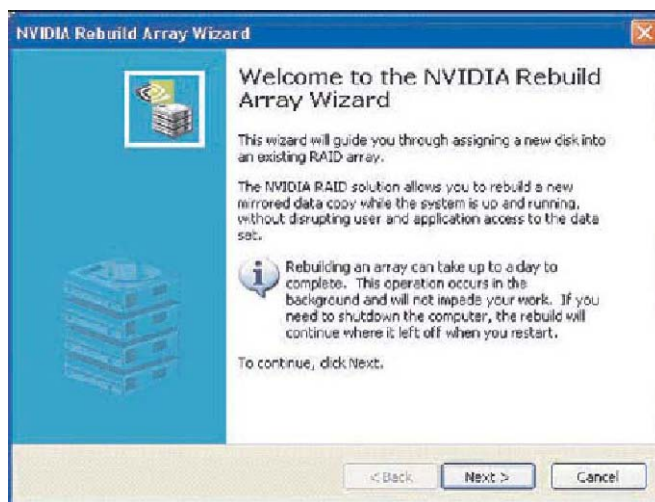 NVIDIA Rebuild Array Wizard
Welcome to the NVIDIA Rebuild
Array Wizard
This wizard will guide you through assigning a new disk into
an existing RAID array.
The NVIDIA RAID solution allows you to rebuild a new
mirrored data copy while the system is up and running,
without disrupting user and application access to the data
set.
Rebuilding an array can take up to a day to
complete. This operation occurs in the
background and will not impede your work. If you
need to shutdown the computer, the rebuild will
continue where it left off when you restart.
To continue, click Next.
< Back
Next >
Cancel